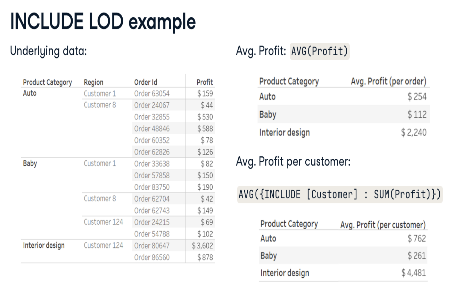 INCLUDE LOD example
Underlying data:
Product Category Region Order Id Profit
Auto Customer 1 Order 63054 $ 159
Customer 8 Order 24067 $ 44
Order 32855 $ 530
Order 48846 $ 588
Order 60352 $ 78
Order 62826 $ 126
Baby Customer 1 Order 33638 $ 82
Order 57858 $ 150
Order 83750 $ 190
Customer 8 Order 62704 $ 42
Order 62743 $ 149
Customer 124 Order 24215 $ 69
Order 54788 $ 102
Interior design Customer 124 Order 80647 $ 3,602
Order 86560 $ 878
Avg. Profit: AVG(Profit)
Product Category Avg. Profit (per order)
Auto $ 254
Baby $ 112
Interior design $ 2,240
Avg. Profit per customer:
AVG({INCLUDE [Customer] : SUM(Profit)})
Product Category Avg. Profit (per customer)
Auto $ 762
Baby $ 261
Interior design $ 4,481